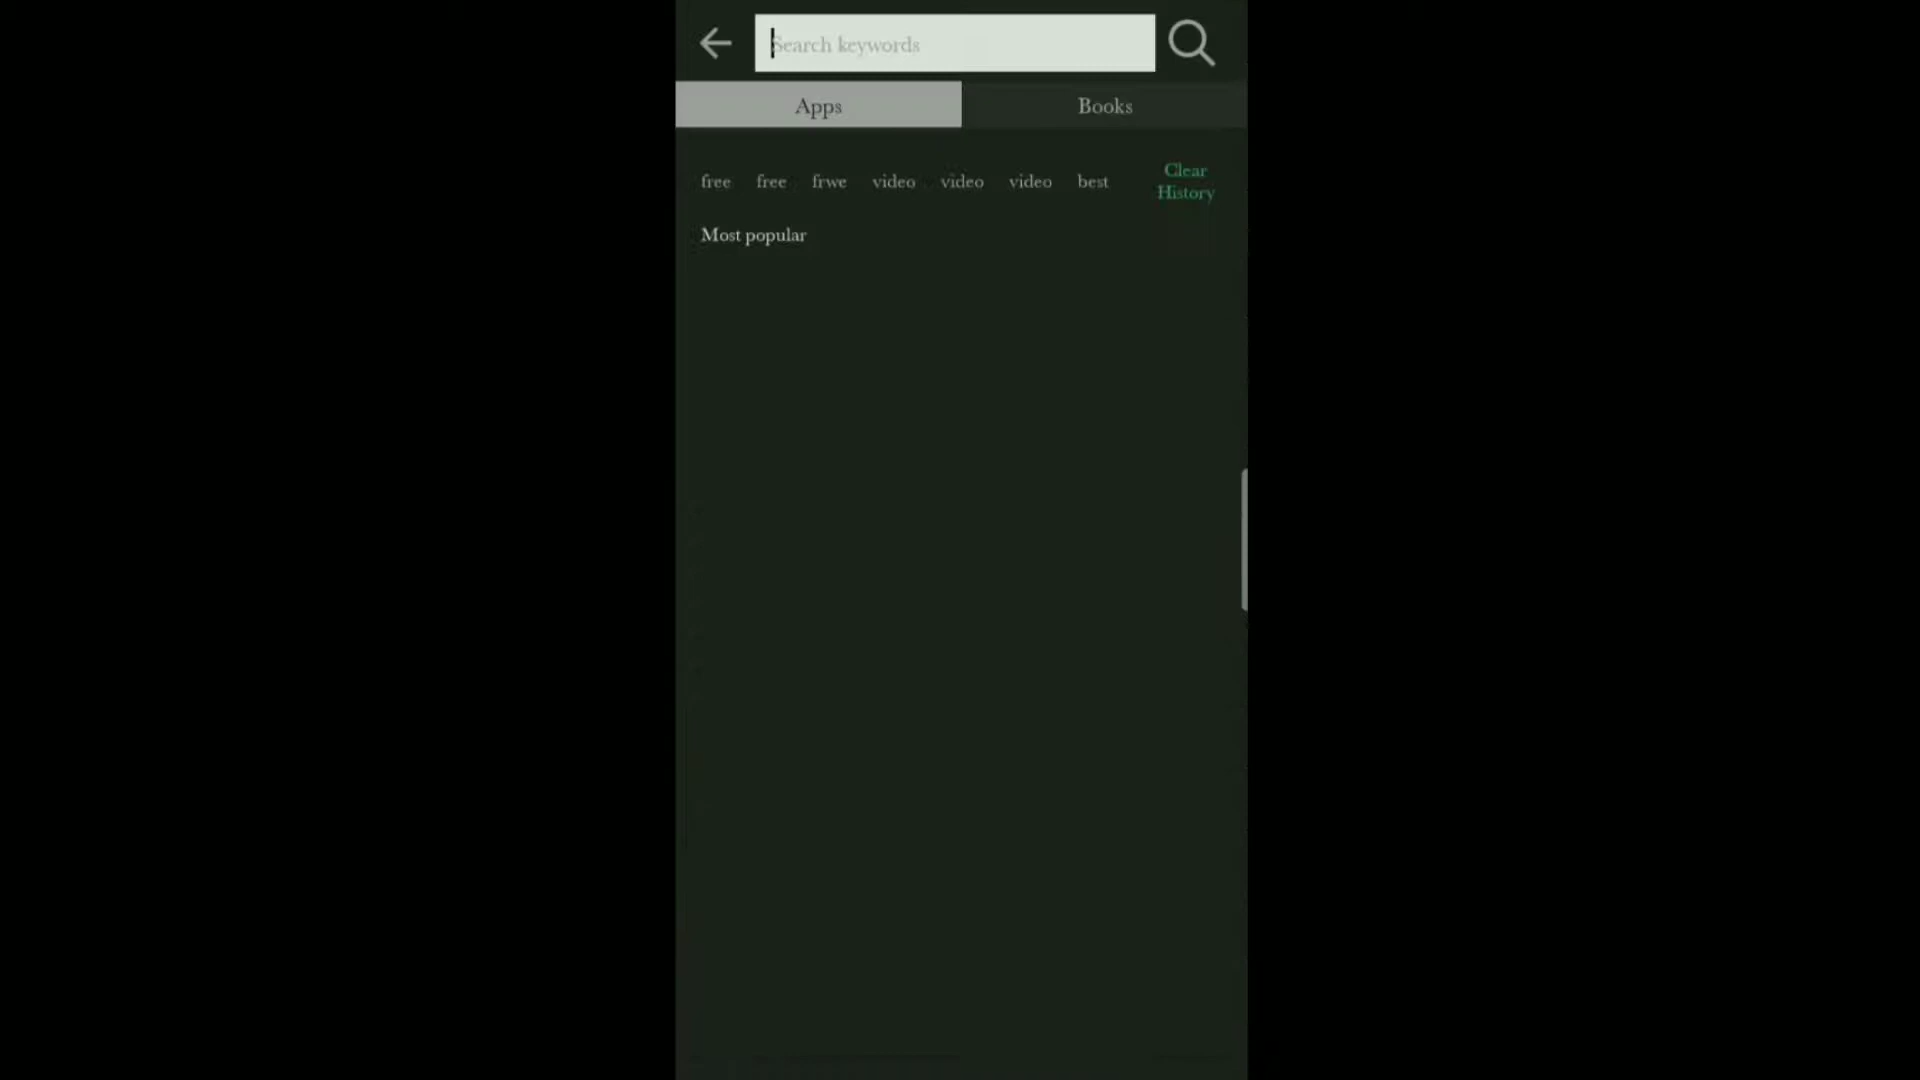 Search keywords
Apps Books
free free frwe video video video best Clear History
Most popular